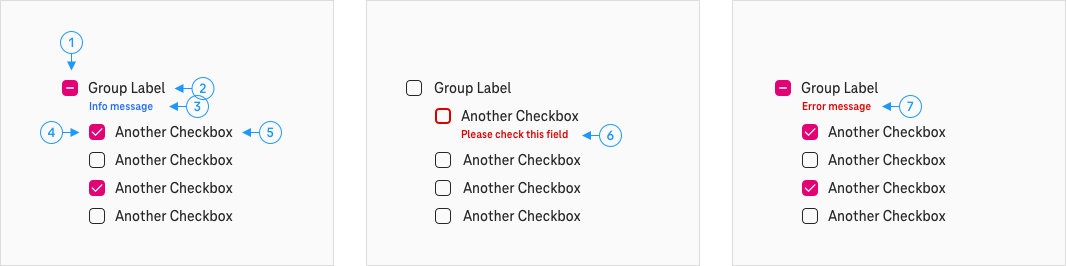 1
Group Label 2
Info message 3
4 Another Checkbox 5
Another Checkbox
Another Checkbox
Another Checkbox
Group Label
Another Checkbox
Please check this field 6
Another Checkbox
Another Checkbox
Another Checkbox
Group Label
Error message 7
Another Checkbox
Another Checkbox
Another Checkbox
Another Checkbox